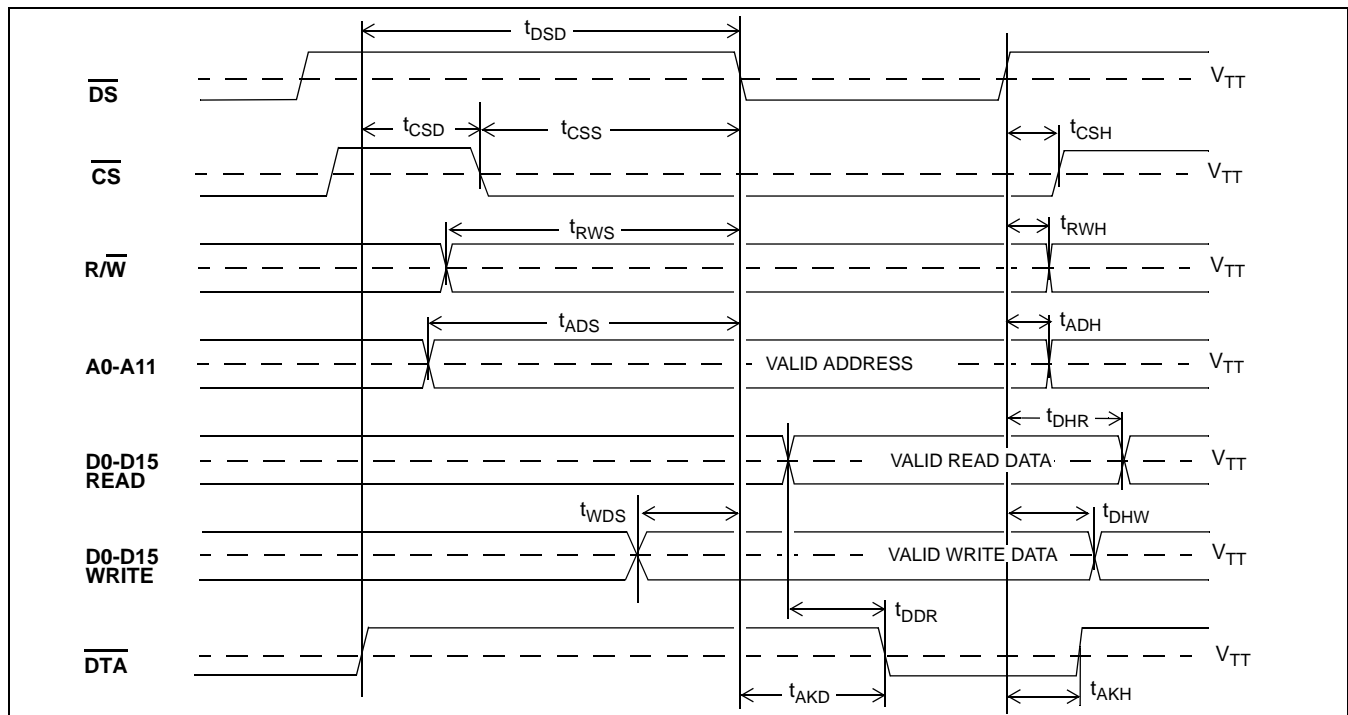 tDSD
DS
VTT
tCSD
tCSS
tCSH
CS
VTT
tRWS
tRWH
R/W
VTT
tADS
tADH
A0-A11
VALID ADDRESS
VTT
tDHR
D0-D15
READ
VALID READ DATA
VTT
tWDS
tDHW
D0-D15
WRITE
VALID WRITE DATA
VTT
tDDR
DTA
VTT
tAKD
tAKH